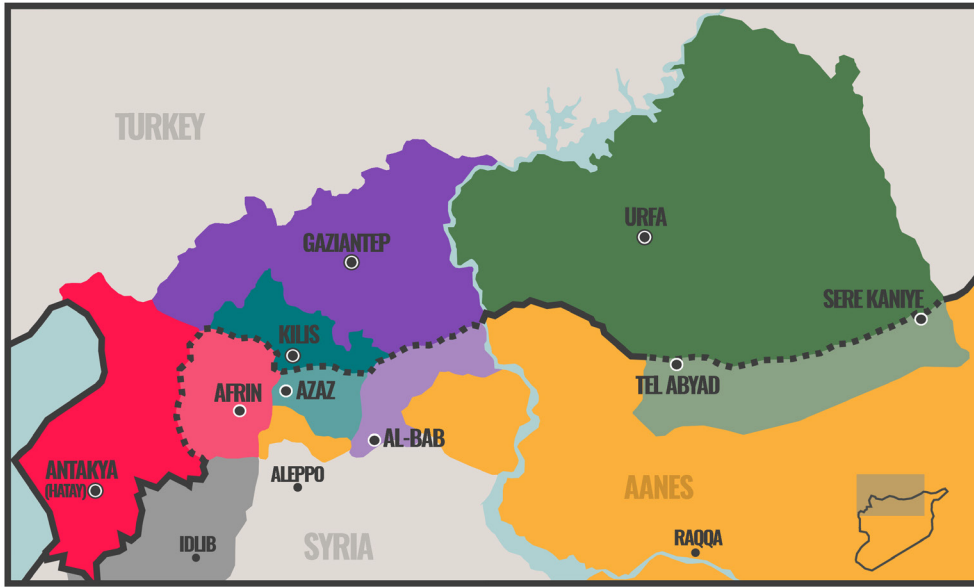 TURKEY
URFA
GAZIANTEP
SERE KANIYE
KILIS
TEL ABYAD
AFRIN
AZAZ
AL-BAB
ANTAKYA
(HATAY)
ALEPPO
AANES
IDLIB
SYRIA
RAQQA